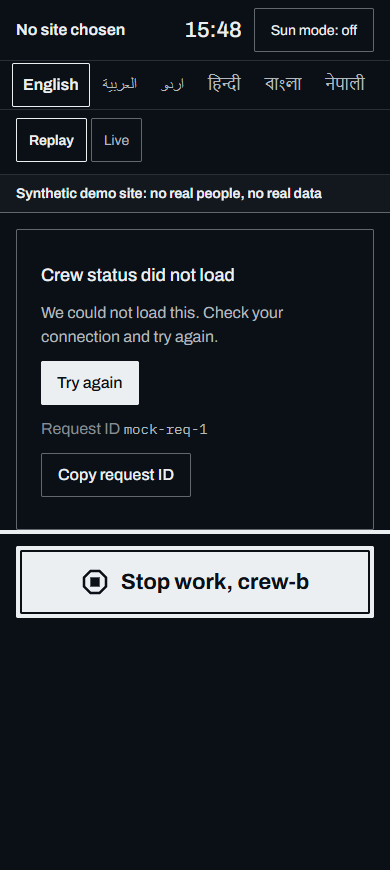 No site chosen 15:48 Sun mode: off
English العربية اردو हिन्दी বাংলা नेपाली
Replay Live
Synthetic demo site: no real people, no real data
Crew status did not load
We could not load this. Check your
connection and try again.
Try again
Request ID mock-req-1
Copy request ID
Stop work, crew-b